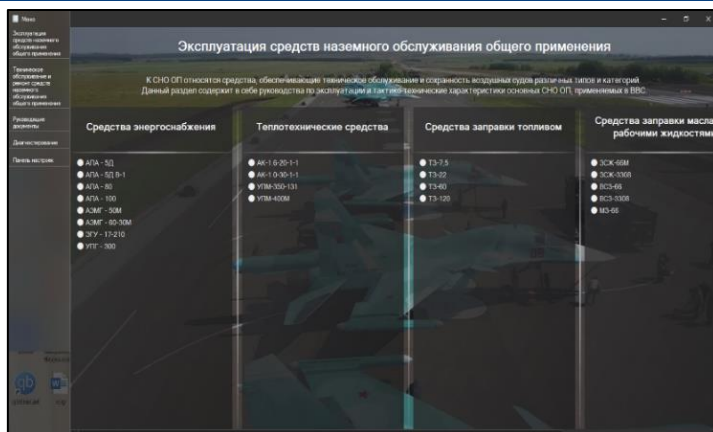 Меню
Эксплуатация
средств наземного
обслуживания
общего применения
Техническое
обслуживание и
ремонт средств
наземного
обслуживания
общего применения
Руководящие
документы
Диагностирование
Панель настроек
Эксплуатация средств наземного обслуживания общего применения
К СНО ОП относятся средства, обеспечивающие техническое обслуживание и сохранность воздушных судов различных типов и категорий.
Данный раздел содержит в себе руководства по эксплуатации и тактико-технические характеристики основных СНО ОП, применяемых в ВВС.
Средства энергоснабжения
АПА - 5Д
АПА - 5Д В-1
АПА - 80
АПА - 100
АЭМГ - 50М
АЭМГ - 60-30М
ЭГУ - 17-210
УПГ - 300
Теплотехнические средства
АК-1.6-20-1-1
АК-1.0-30-1-1
УПМ-350-131
УПМ-400М
Средства заправки топливом
ТЗ-7,5
ТЗ-22
ТЗ-60
ТЗ-120
Средства заправки масла
рабочими жидкостям
ЗСЖ-66М
ЗСЖ-3308
ВСЗ-66
ВСЗ-3308
МЗ-66